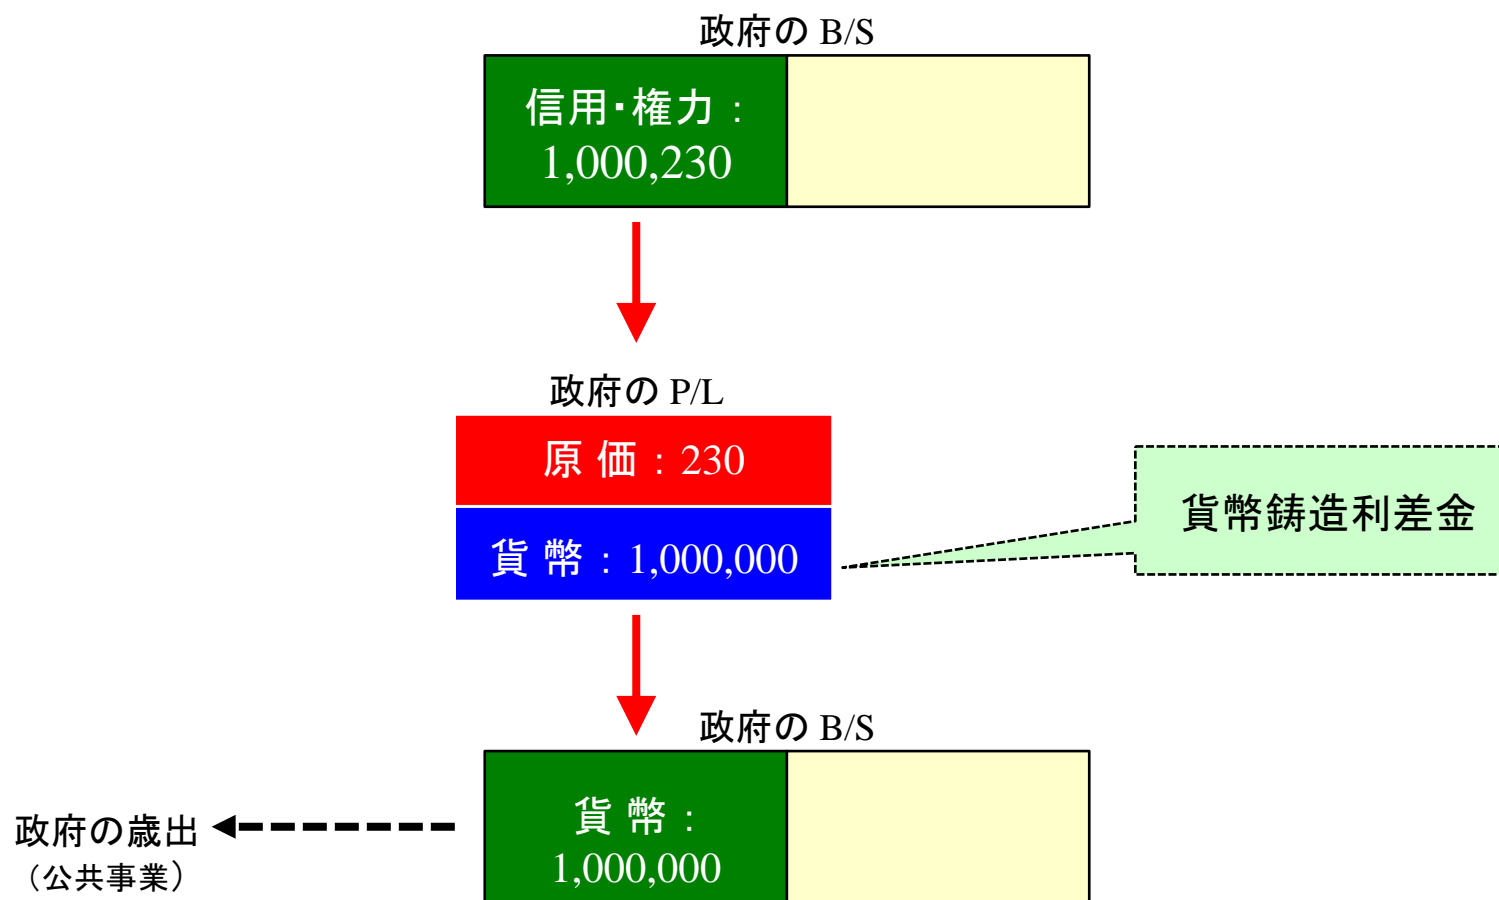 政府の B/S
信用・権力：
1,000,230
政府の P/L
原 価：230
貨 幣：1,000,000
貨幣鋳造利差金
政府の B/S
貨 幣：
1,000,000
政府の歳出
（公共事業）